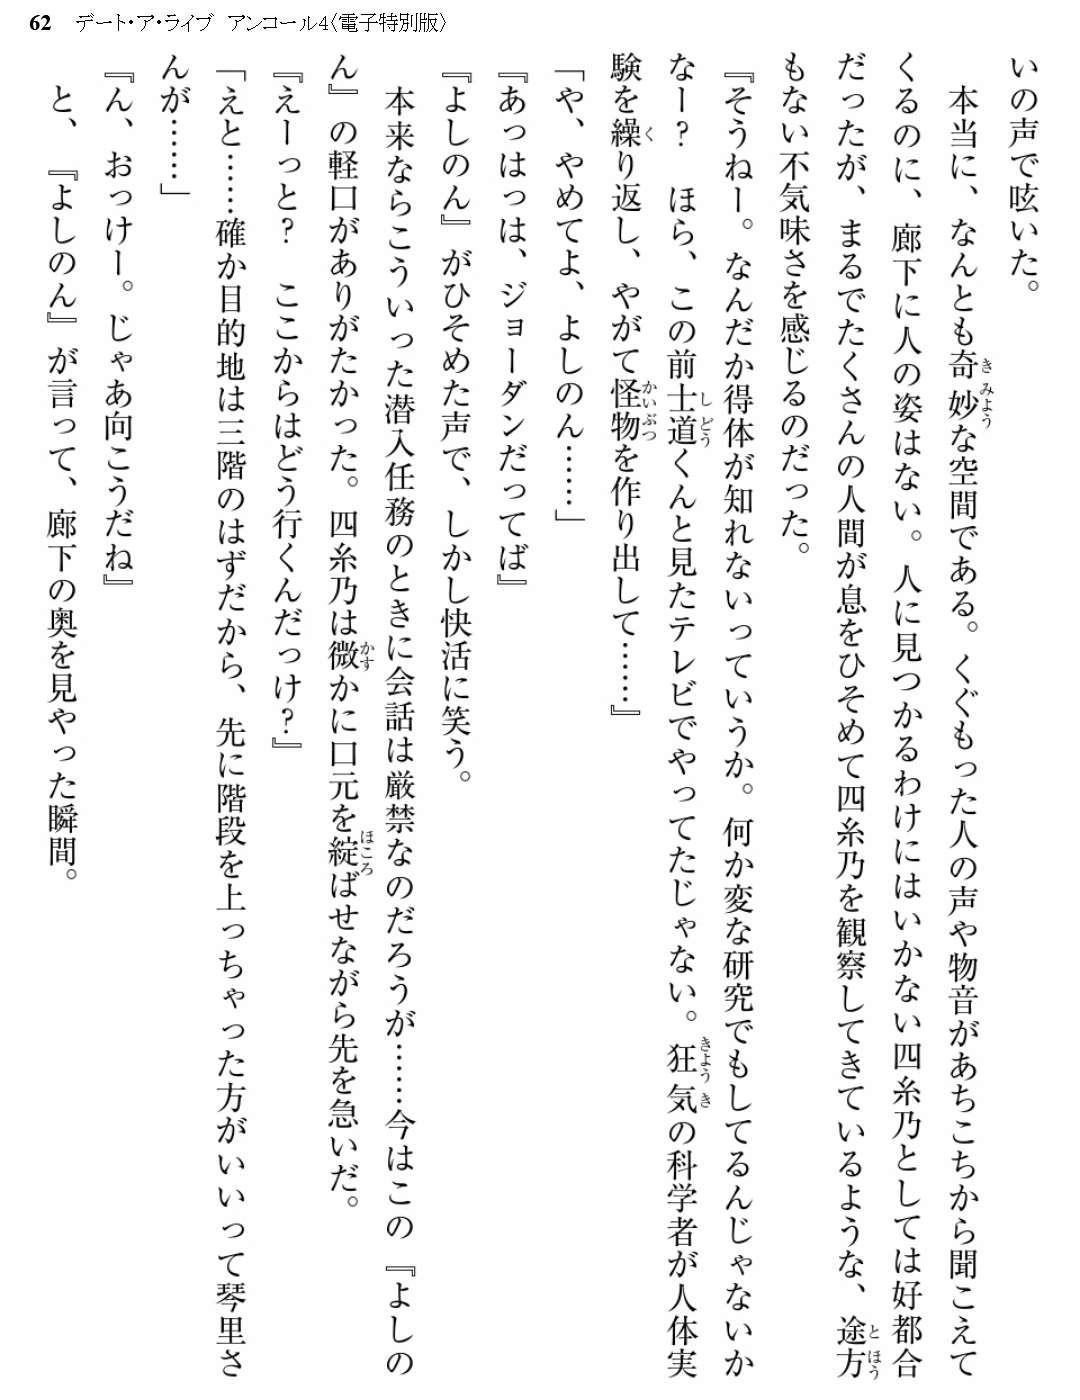 62 デート・ア・ライブ アンコール4〈電子特別版〉
いの声で呟いた。
　本当に、なんとも奇妙な空間である。くぐもった人の声や物音があちこちから聞こえて
くるのに、廊下に人の姿はない。人に見つかるわけにはいかない四糸乃としては好都合
だったが、まるでたくさんの人間が息をひそめて四糸乃を観察してきているような、途方
もない不気味さを感じるのだった。
『そうねー。なんだか得体が知れないっていうか。何か変な研究でもしてるんじゃないか
なー？　ほら、この前士道くんと見たテレビでやってたじゃない。狂気の科学者が人体実
験を繰り返し、やがて怪物を作り出して……』
「や、やめてよ、よしのん……」
『あっはっは、ジョーダンだってば』
『よしのん』がひそめた声で、しかし快活に笑う。
　本来ならこういった潜入任務のときに会話は厳禁なのだろうが……今はこの『よしの
ん』の軽口がありがたかった。四糸乃は微かに口元を綻ばせながら先を急いだ。
『えーっと？　ここからはどう行くんだっけ？』
「えと……確か目的地は三階のはずだから、先に階段を上っちゃった方がいいって琴里さ
んが……」
『ん、おっけー。じゃあ向こうだね』
　と、『よしのん』が言って、廊下の奥を見やった瞬間。